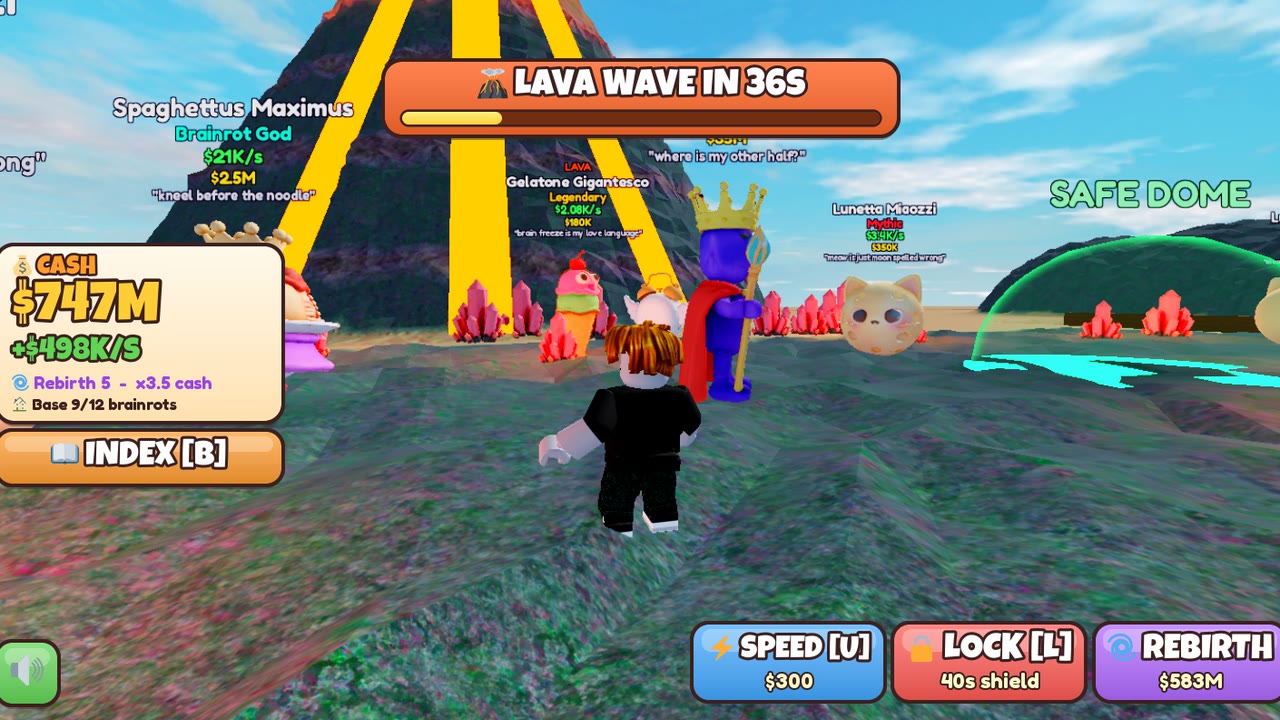 LAVA WAVE IN 36S
Spaghettus Maximus
Brainrot God
$21K/s
$2.5M
"kneel before the noodle"
ong"
$35M
"where is my other half?"
LAVA
Gelatone Gigantesco
Legendary
$2.08K/s
$180K
"brain freeze is my love language"
Lunetta Miaozzi
Mythic
$3.4K/s
$350K
"meow is just moon spelled wrong"
SAFE DOME
CASH
$747M
+$498K/S
Rebirth 5 - x3.5 cash
Base 9/12 brainrots
INDEX [B]
SPEED [U]
$300
LOCK [L]
40s shield
REBIRTH
$583M